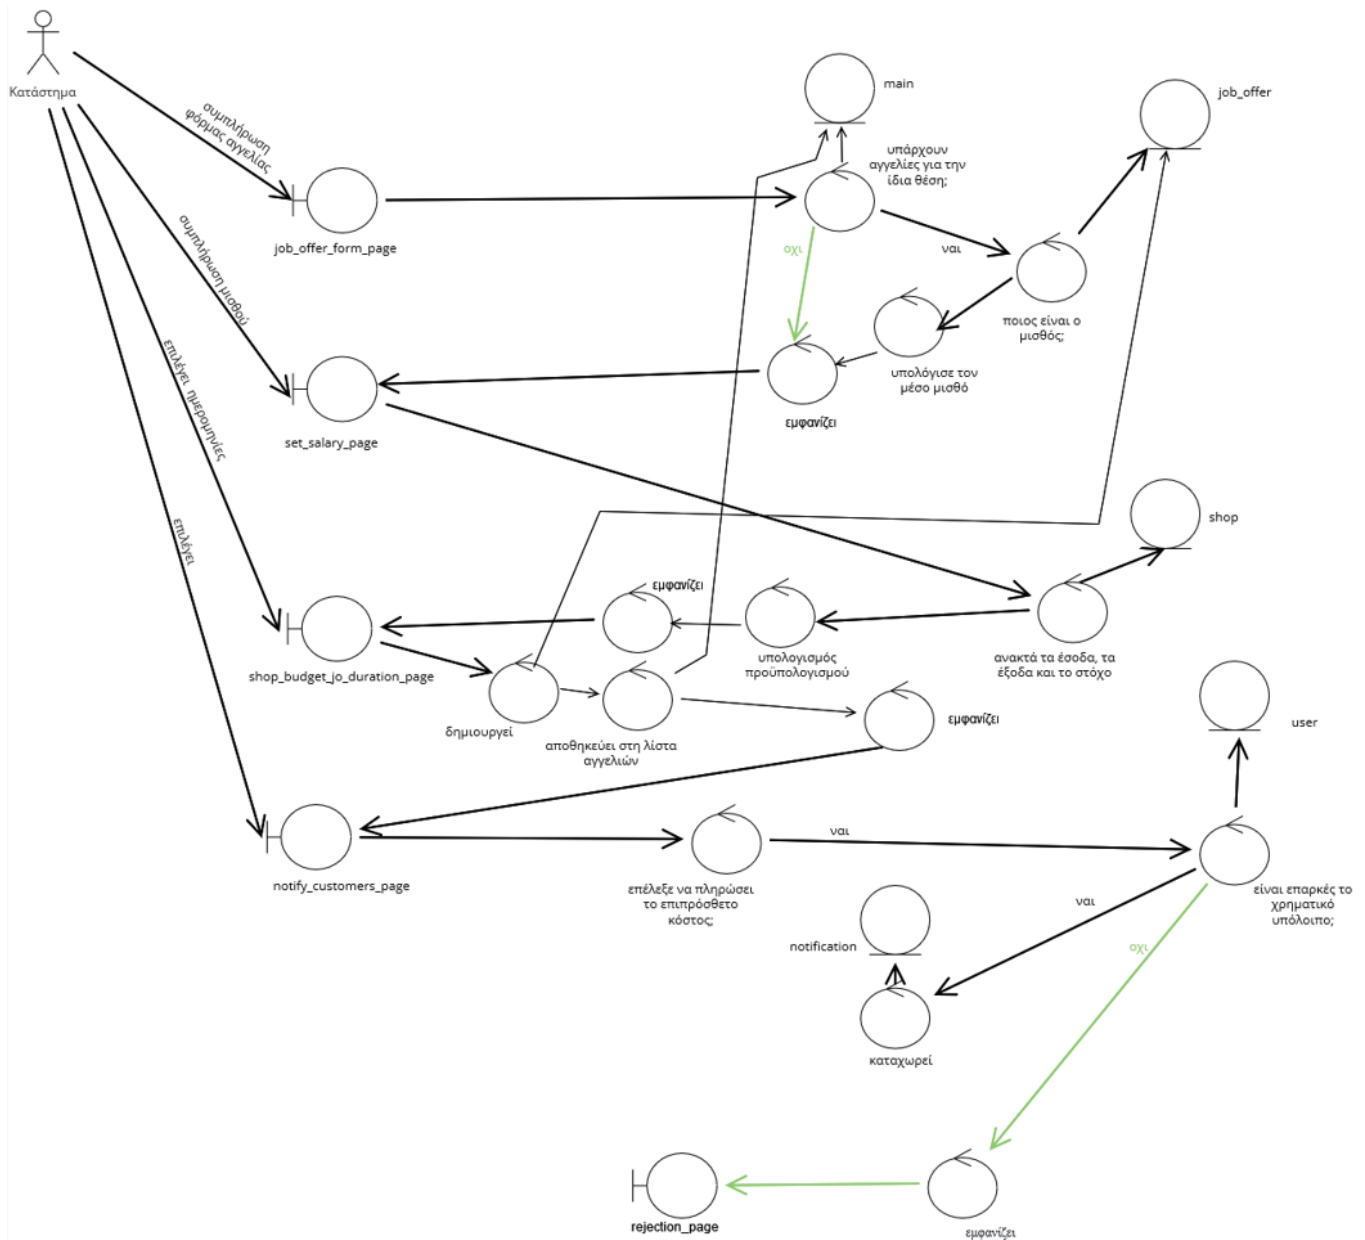 Κατάστημα
συμπλήρωση
φόρμας αγγελίας
main
job_offer
υπάρχουν
αγγελίες για την
ίδια θέση;
job_offer_form_page
οχι
ναι
συμπλήρωση μισθού
ποιος είναι ο
μισθός;
υπολόγισε τον
μέσο μισθό
επιλέγει ημερομηνίες
εμφανίζει
set_salary_page
shop
επιλέγει
εμφανίζει
υπολογισμός
προϋπολογισμού
ανακτά τα έσοδα, τα
έξοδα και το στόχο
shop_budget_jo_duration_page
δημιουργεί
αποθηκεύει στη λίστα
αγγελιών
εμφανίζει
user
ναι
notify_customers_page
επέλεξε να πληρώσει
το επιπρόσθετο
κόστος;
είναι επαρκές το
χρηματικό
υπόλοιπο;
ναι
notification
οχι
καταχωρεί
rejection_page
εμφανίζει